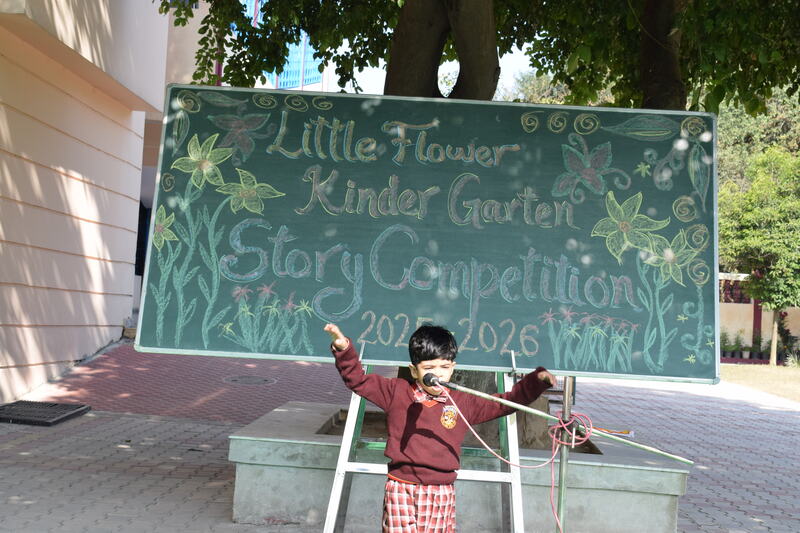 Little Flower
Kinder Garten
Story Competition
2025-2026